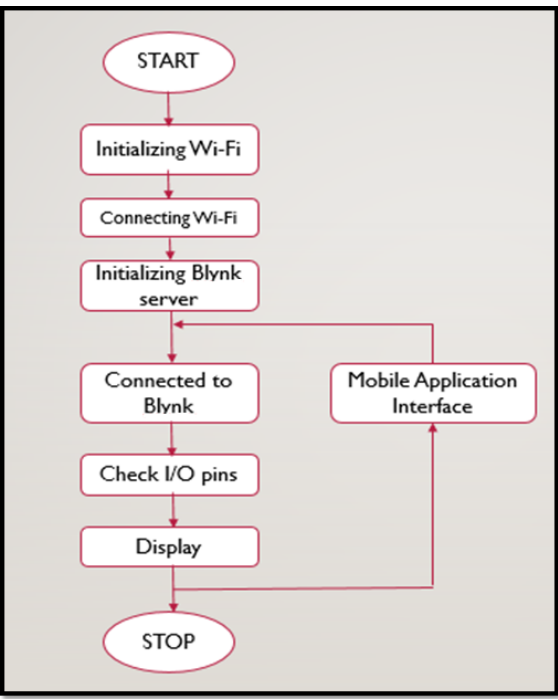 START
Initializing Wi-Fi
Connecting Wi-Fi
Initializing Blynk
server
Connected to
Blynk
Mobile Application
Interface
Check I/O pins
Display
STOP